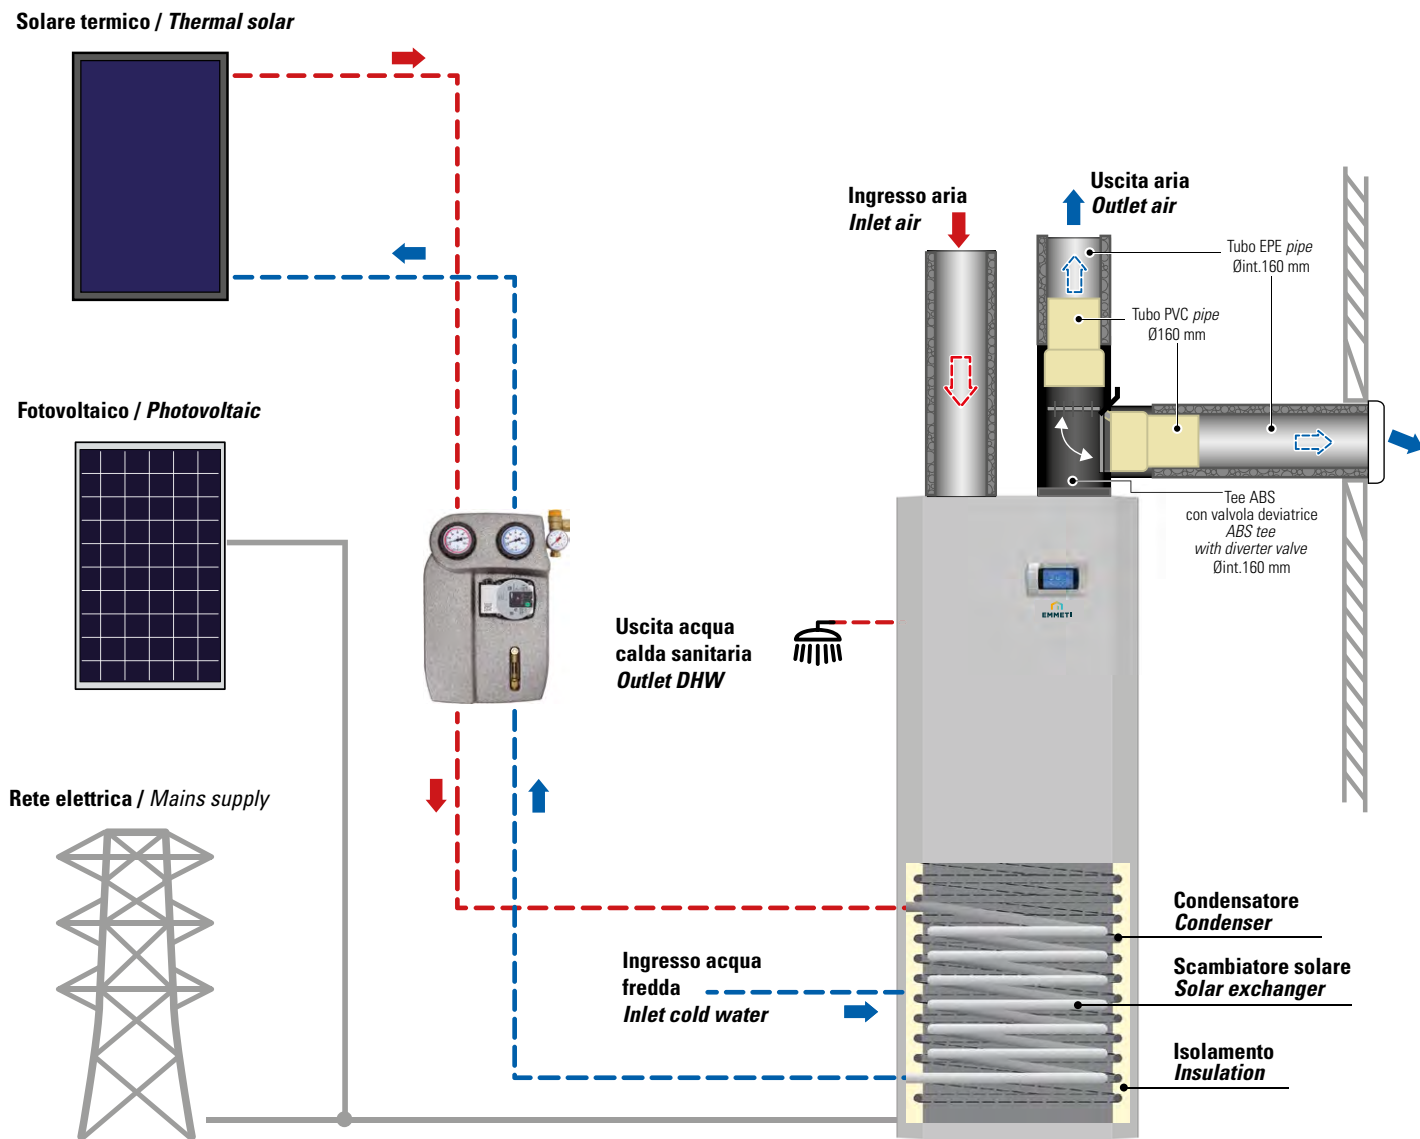 Solare termico / Thermal solar
Ingresso aria
Inlet air
Uscita aria
Outlet air
Tubo EPE pipe
Øint.160 mm
Tubo PVC pipe
Ø160 mm
Fotovoltaico / Photovoltaic
Tee ABS
con valvola deviatrice
ABS tee
with diverter valve
Øint.160 mm
EMMETI
Uscita acqua
calda sanitaria
Outlet DHW
Rete elettrica / Mains supply
Condensatore
Condenser
Ingresso acqua
fredda
Inlet cold water
Scambiatore solare
Solar exchanger
Isolamento
Insulation